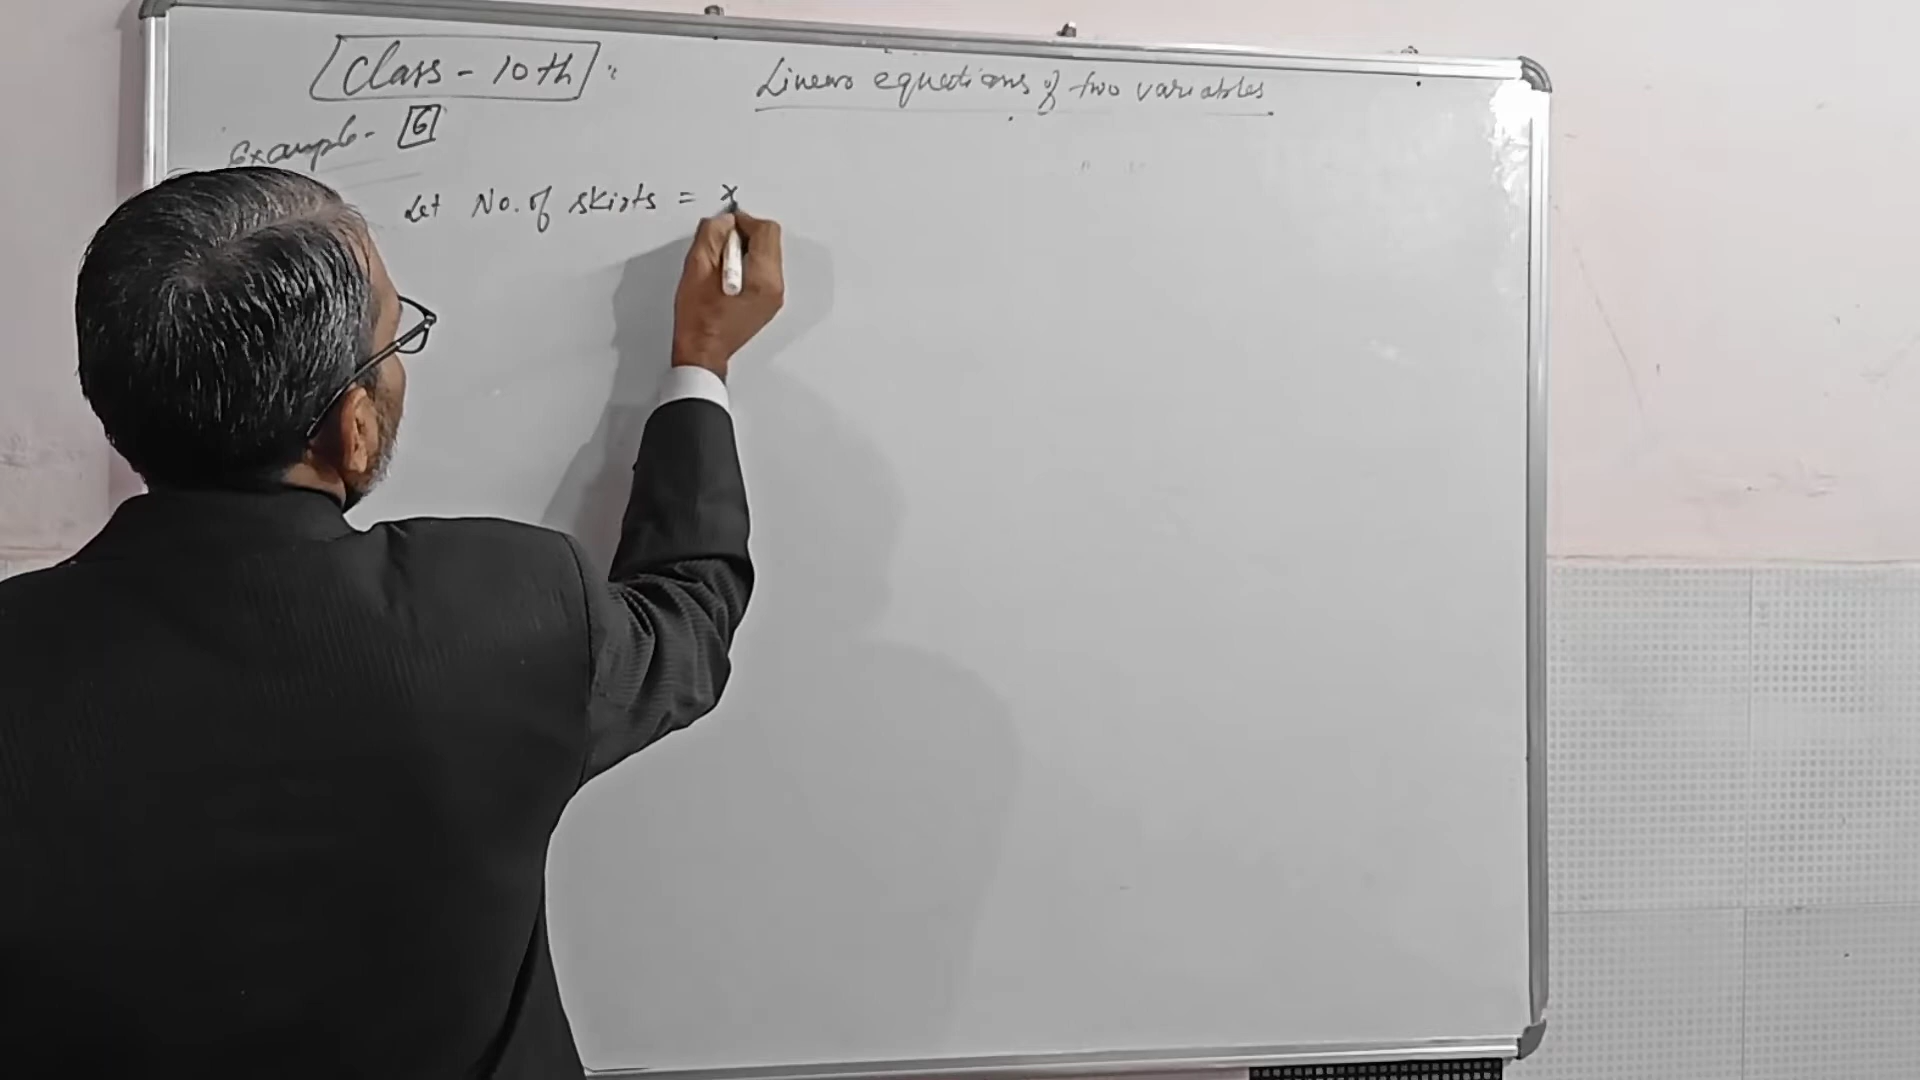 Class - 10th
Linear equations of two variables
Example - 6
Let No. of skirts = x